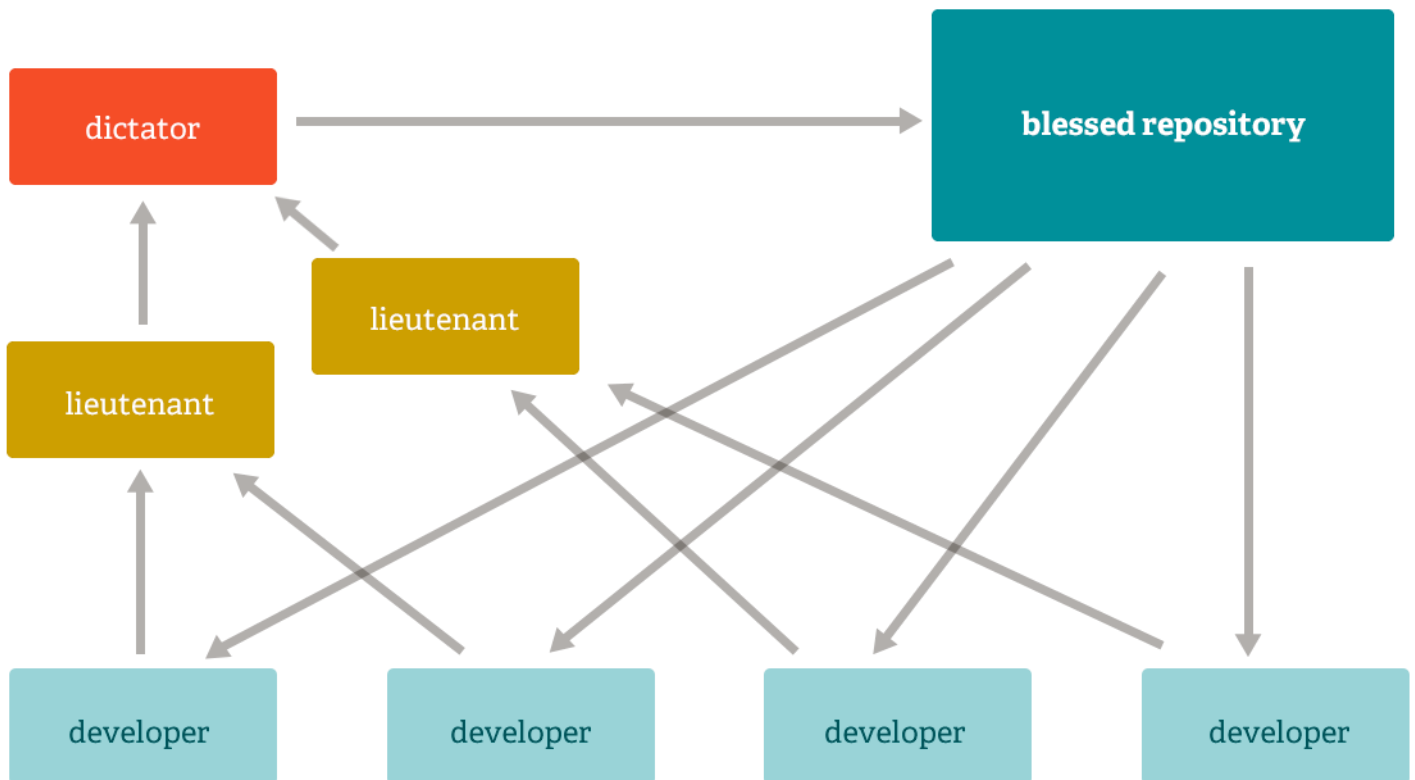 dictator
blessed repository
lieutenant
lieutenant
developer
developer
developer
developer